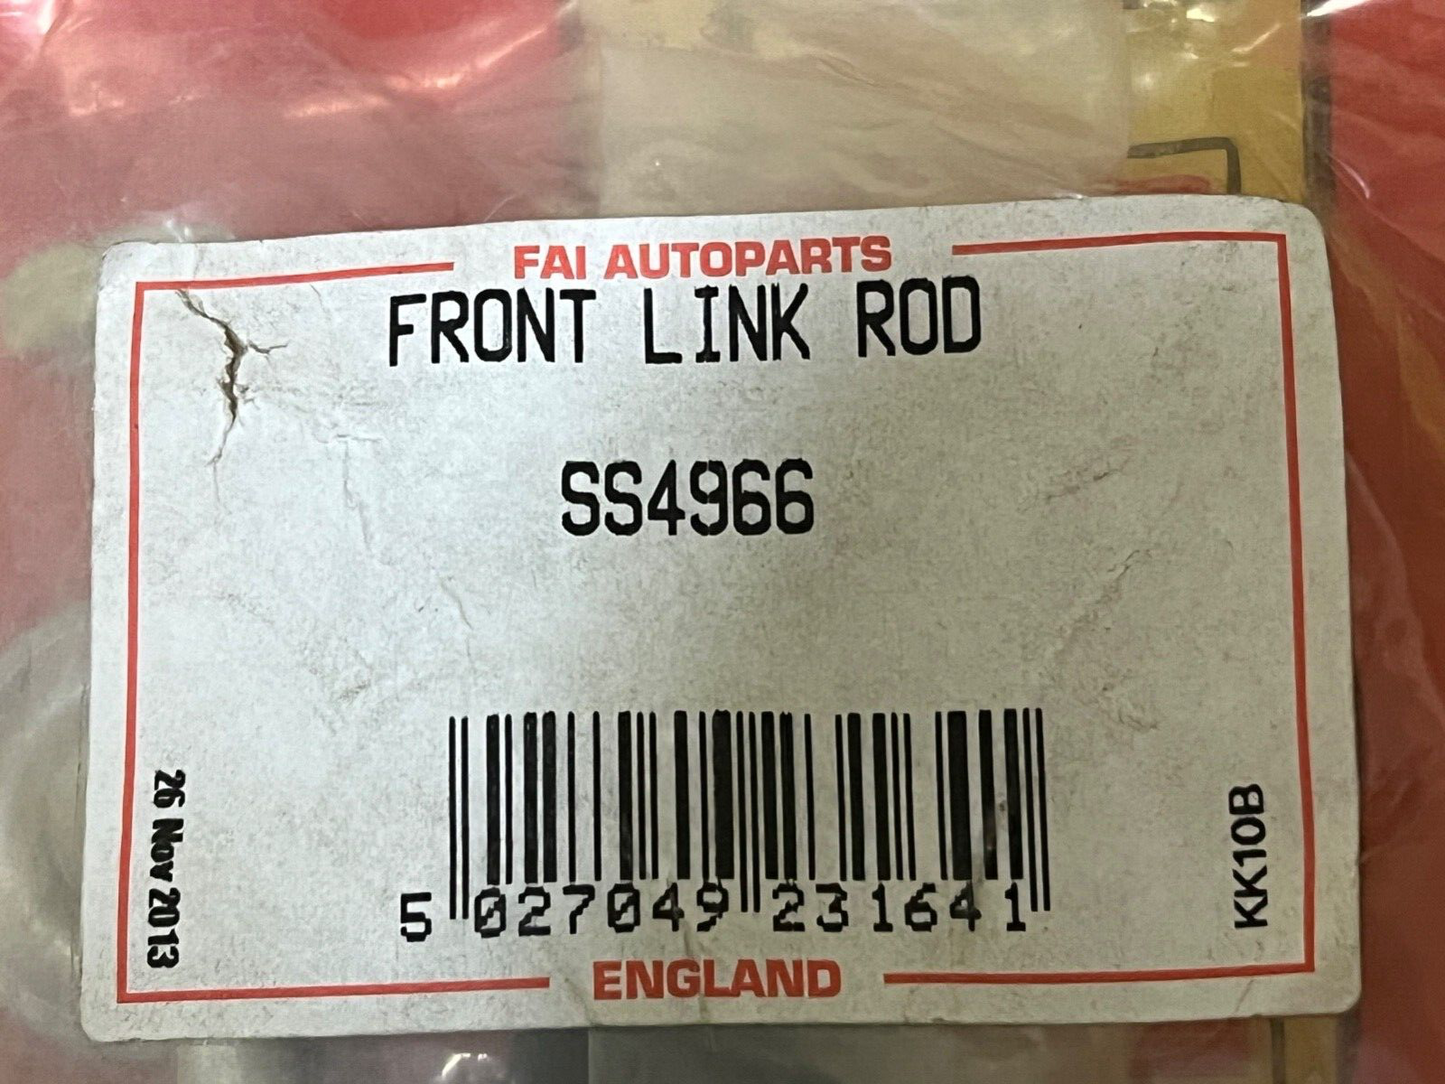 FAI AUTOPARTS
FRONT LINK ROD
SS4966
26 Nov 2013
KK10B
5 027049 231641
ENGLAND